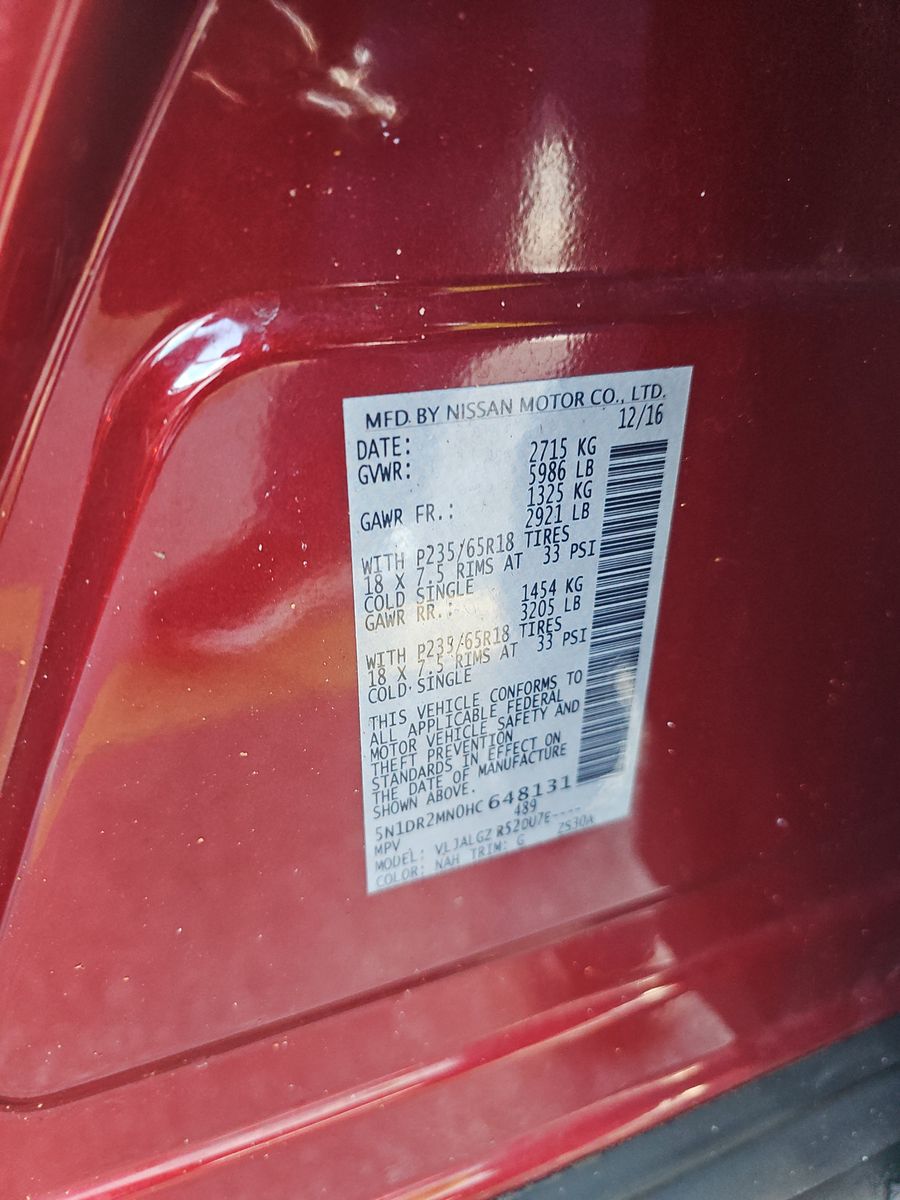 MFD. BY NISSAN MOTOR CO., LTD.
DATE: 12/16
GVWR: 2715 KG
5986 LB
GAWR FR.: 1325 KG
2921 LB
WITH P235/65R18 TIRES
18 X 7.5 RIMS AT 33 PSI
COLD SINGLE
GAWR RR.: 1454 KG
3205 LB
WITH P235/65R18 TIRES
18 X 7.5 RIMS AT 33 PSI
COLD SINGLE
THIS VEHICLE CONFORMS TO
ALL APPLICABLE FEDERAL
MOTOR VEHICLE SAFETY AND
THEFT PREVENTION
STANDARDS IN EFFECT ON
THE DATE OF MANUFACTURE
SHOWN ABOVE.
5N1DR2MN0HC648131
MPV 489
MODEL: VLJALGZ R520U7E----
COLOR: NAH TRIM: G ZS30A